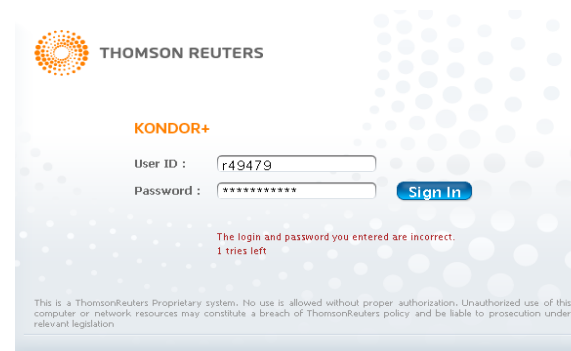 THOMSON REUTERS
KONDOR+
User ID : r49479
Password : *********** Sign In
The login and password you entered are incorrect.
1 tries left
This is a ThomsonReuters Proprietary system. No use is allowed without proper authorization. Unauthorized use of this
computer or network resources may constitute a breach of ThomsonReuters policy and be liable to prosecution under
relevant legislation